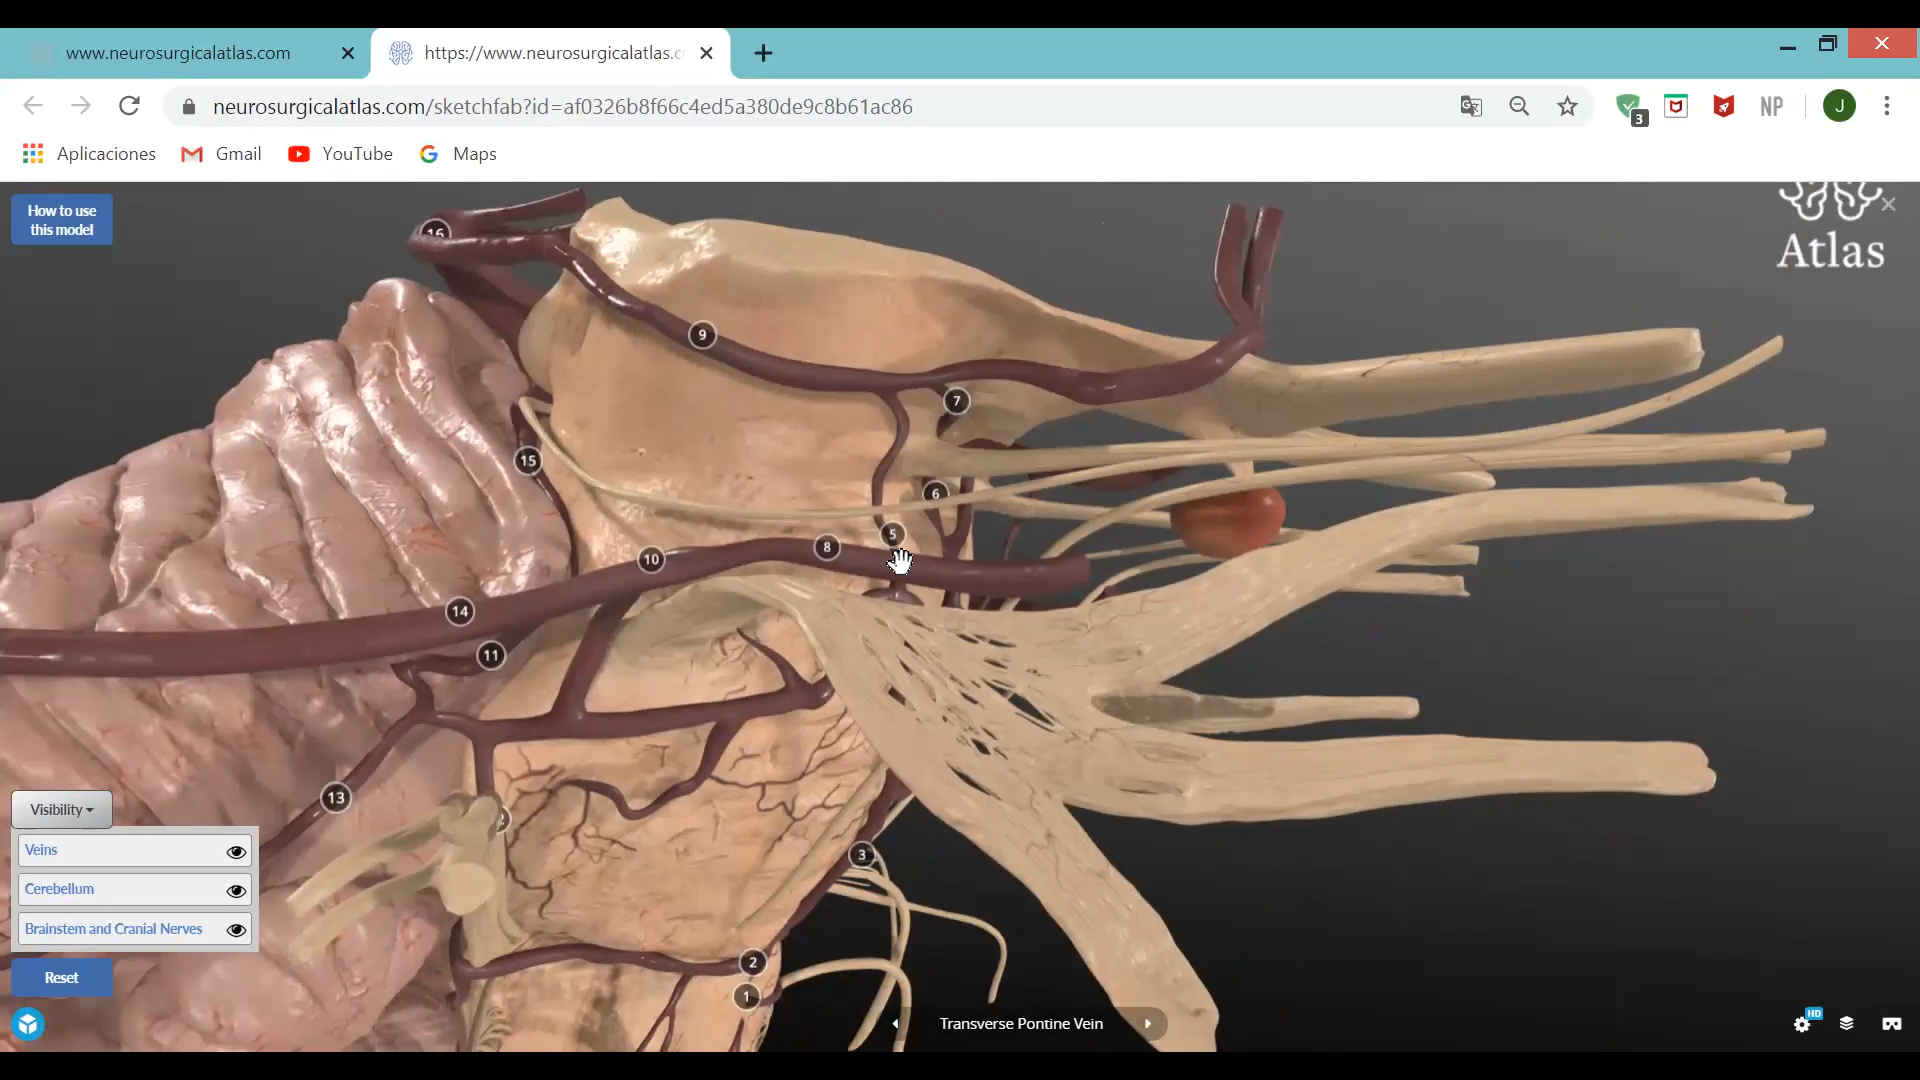 www.neurosurgicalatlas.com
https://www.neurosurgicalatlas.c
neurosurgicalatlas.com/sketchfab?id=af0326b8f66c4ed5a380de9c8b61ac86
3
NP
J
Aplicaciones
Gmail
YouTube
Maps
How to use
this model
Atlas
16
9
7
15
6
5
8
10
14
11
13
3
2
1
Visibility
Veins
Cerebellum
Brainstem and Cranial Nerves
Reset
Transverse Pontine Vein
HD